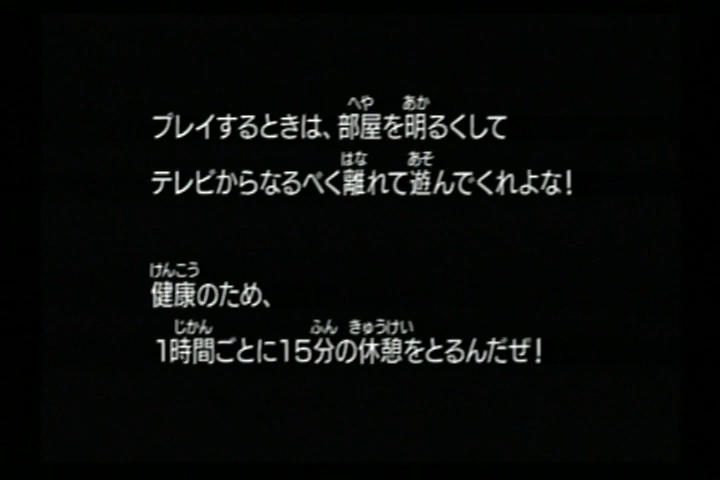 プレイするときは、部屋を明るくして
テレビからなるべく離れて遊んでくれよな！
健康のため、
1時間ごとに15分の休憩をとるんだぜ！